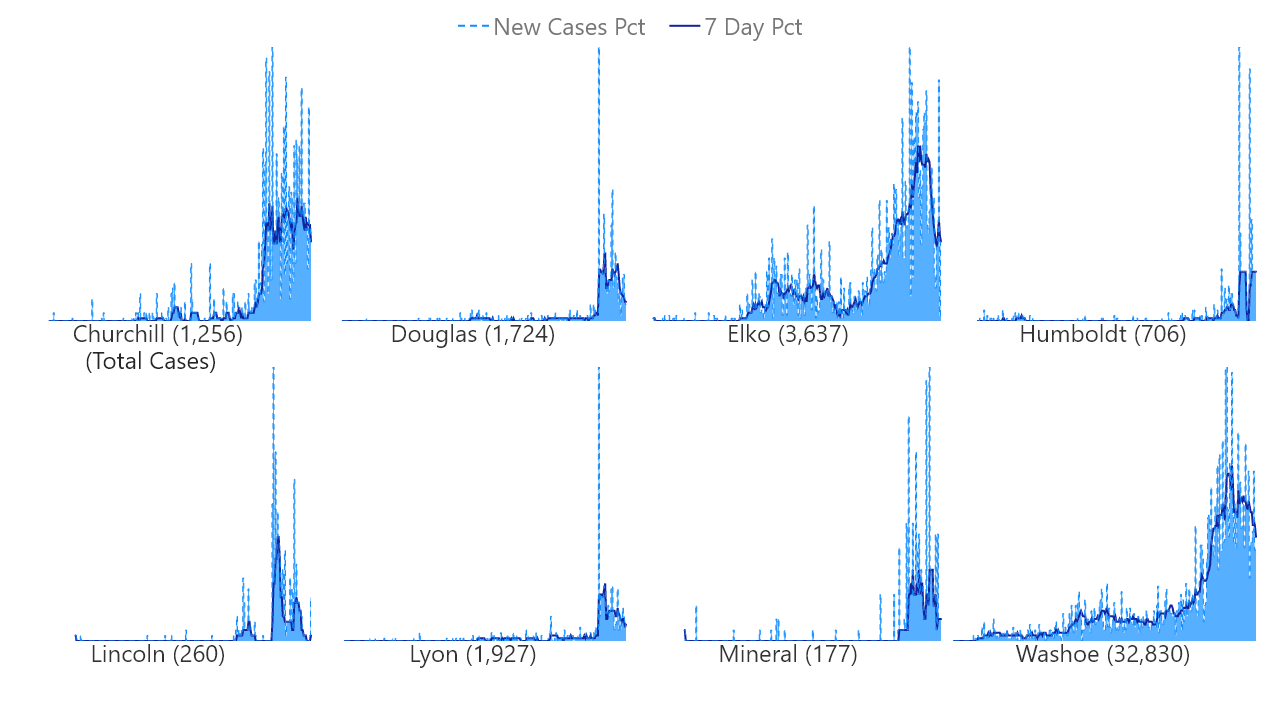 New Cases Pct 7 Day Pct
Churchill (1,256)
(Total Cases)
Douglas (1,724)
Elko (3,637)
Humboldt (706)
Lincoln (260)
Lyon (1,927)
Mineral (177)
Washoe (32,830)